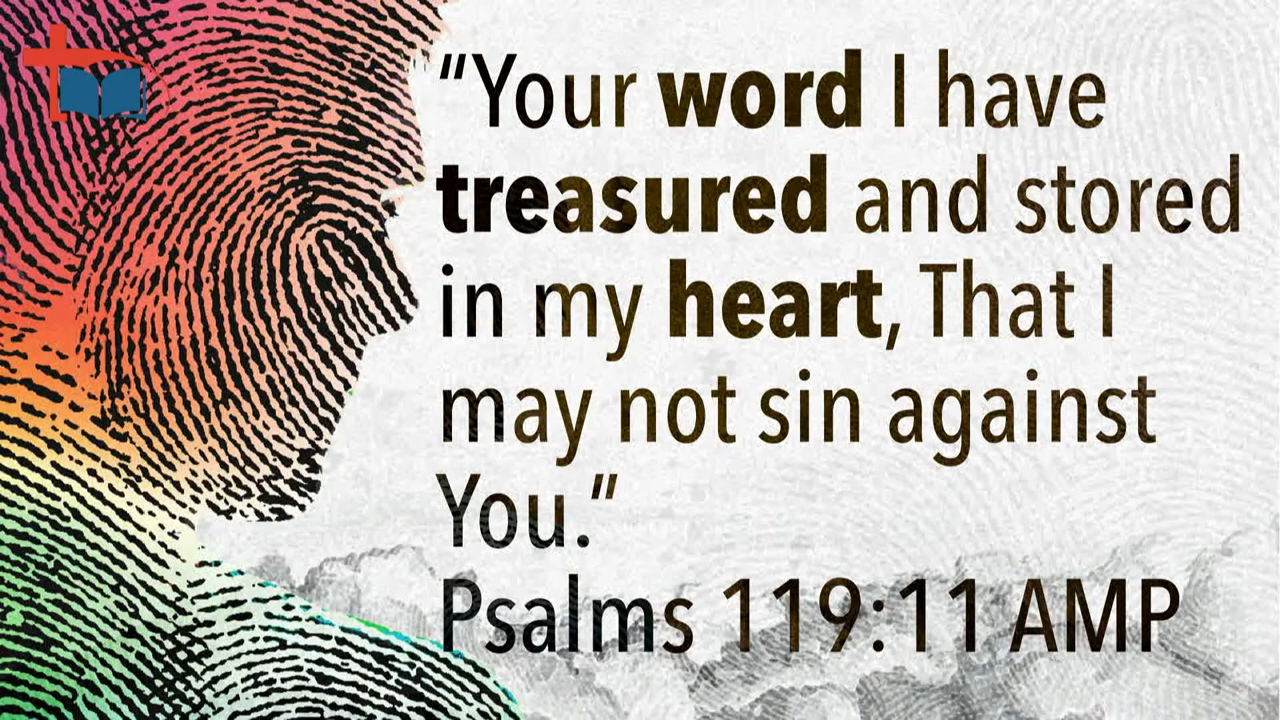 “Your word I have
treasured and stored
in my heart, That I
may not sin against
You.”
Psalms 119:11 AMP